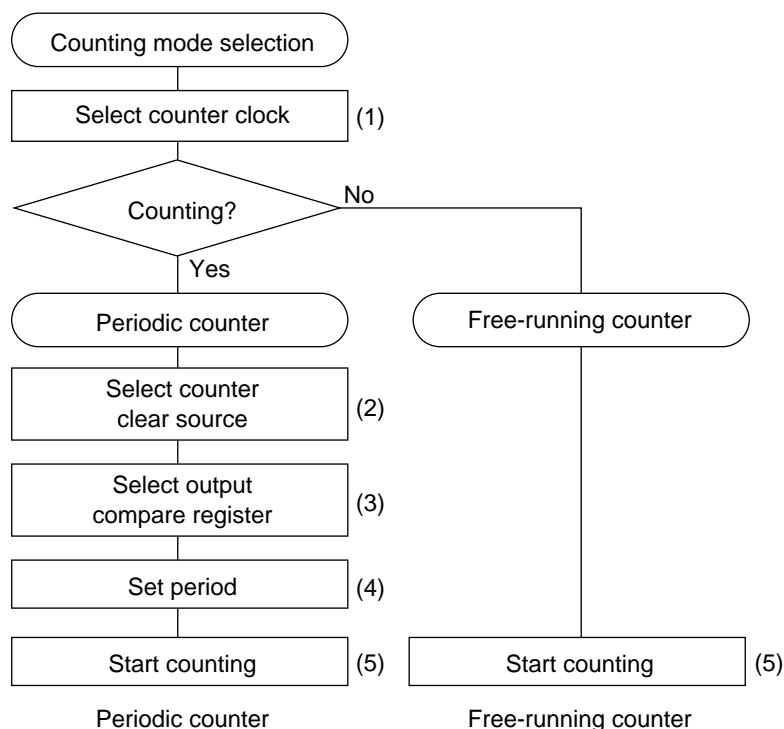 Counting mode selection
Select counter clock (1)
Counting?
No
Yes
Periodic counter
Free-running counter
Select counter
clear source
(2)
Select output
compare register
(3)
Set period (4)
Start counting (5)
Start counting (5)
Periodic counter
Free-running counter